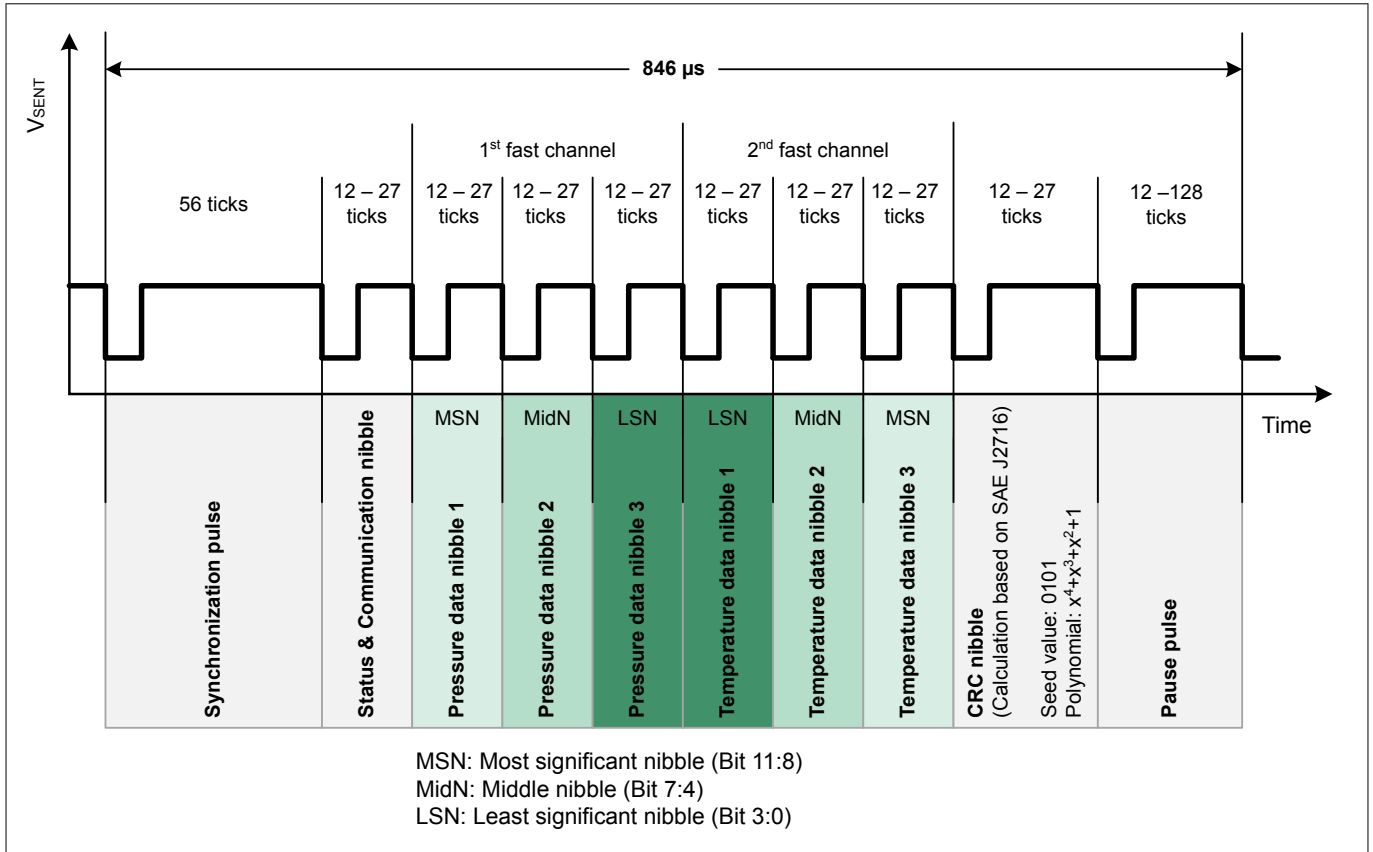 846 µs
VSENT
1st fast channel
2nd fast channel
56 ticks
12 – 27
ticks
12 – 27
ticks
12 – 27
ticks
12 – 27
ticks
12 – 27
ticks
12 – 27
ticks
12 – 27
ticks
12 – 27
ticks
12 –128
ticks
MSN
MidN
LSN
LSN
MidN
MSN
Time
Synchronization pulse
Status & Communication nibble
Pressure data nibble 1
Pressure data nibble 2
Pressure data nibble 3
Temperature data nibble 1
Temperature data nibble 2
Temperature data nibble 3
CRC nibble
(Calculation based on SAE J2716)
Seed value: 0101
Polynomial: x⁴+x³+x²+1
Pause pulse
MSN: Most significant nibble (Bit 11:8)
MidN: Middle nibble (Bit 7:4)
LSN: Least significant nibble (Bit 3:0)